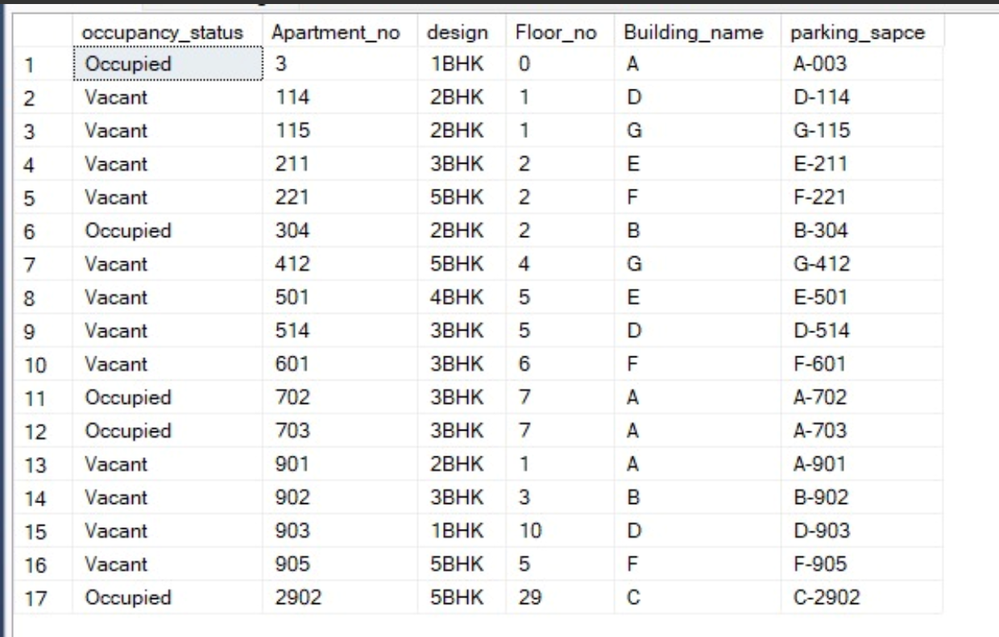 occupancy_status Apartment_no design Floor_no Building_name parking_sapce
1 Occupied 3 1BHK 0 A A-003
2 Vacant 114 2BHK 1 D D-114
3 Vacant 115 2BHK 1 G G-115
4 Vacant 211 3BHK 2 E E-211
5 Vacant 221 5BHK 2 F F-221
6 Occupied 304 2BHK 2 B B-304
7 Vacant 412 5BHK 4 G G-412
8 Vacant 501 4BHK 5 E E-501
9 Vacant 514 3BHK 5 D D-514
10 Vacant 601 3BHK 6 F F-601
11 Occupied 702 3BHK 7 A A-702
12 Occupied 703 3BHK 7 A A-703
13 Vacant 901 2BHK 1 A A-901
14 Vacant 902 3BHK 3 B B-902
15 Vacant 903 1BHK 10 D D-903
16 Vacant 905 5BHK 5 F F-905
17 Occupied 2902 5BHK 29 C C-2902